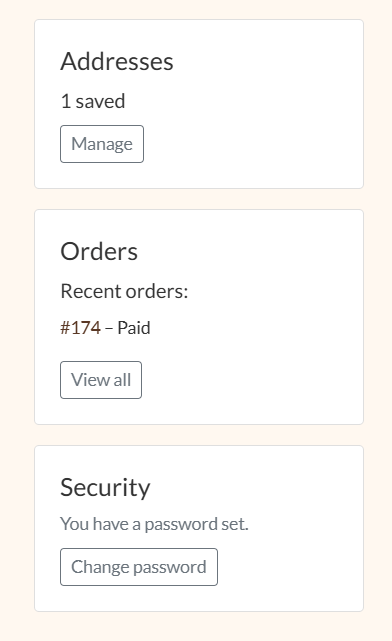 Addresses
1 saved
Manage
Orders
Recent orders:
#174 – Paid
View all
Security
You have a password set.
Change password